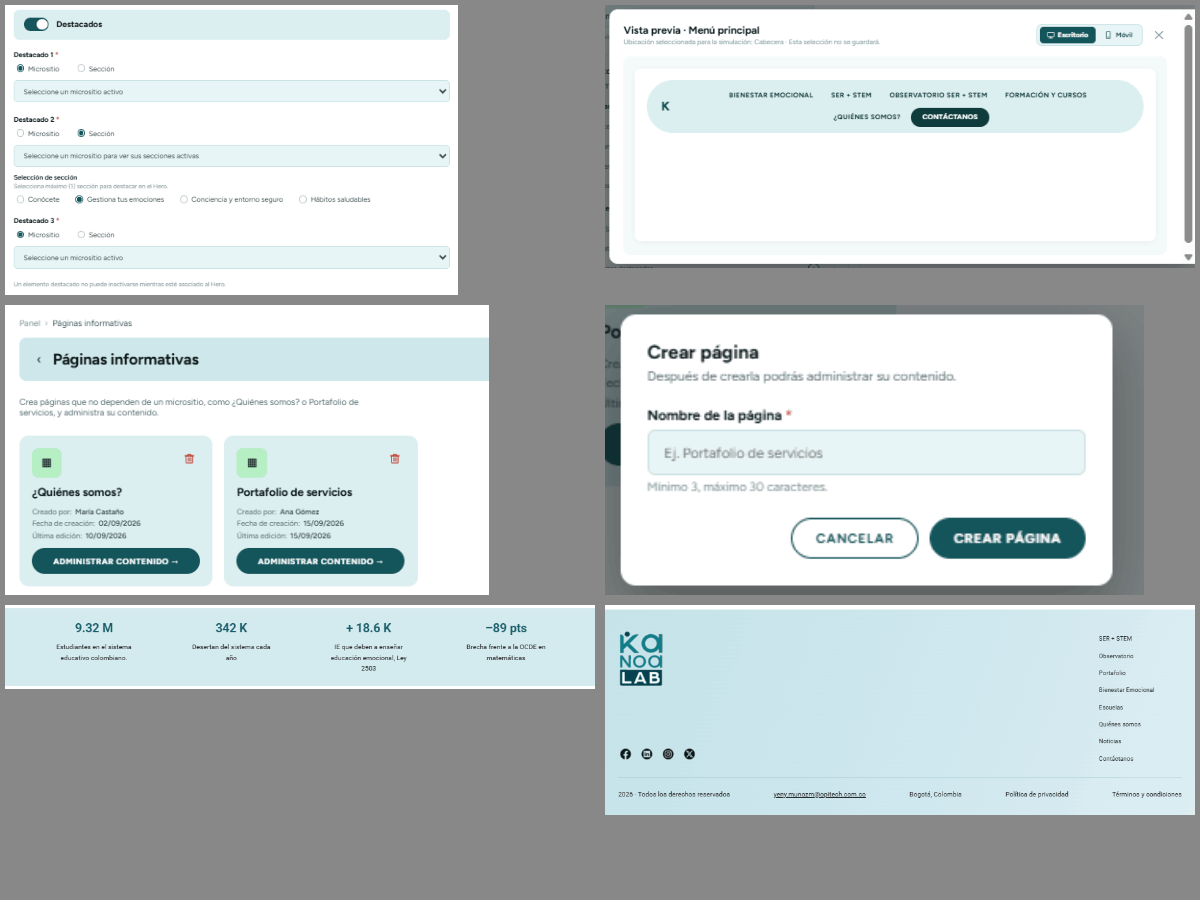 Destacados
Destacado 1 *
Micrositio Sección
Seleccione un micrositio activo
Destacado 2 *
Micrositio Sección
Seleccione un micrositio para ver sus secciones activas
Selección de sección
Selecciona máximo (1) sección para destacar en el Hero.
Conócete Gestiona tus emociones Conciencia y entorno seguro Hábitos saludables
Destacado 3 *
Micrositio Sección
Seleccione un micrositio activo
Un elemento destacado no puede inactivarse mientras esté asociado al Hero.
Vista previa · Menú principal
Ubicación seleccionada para la simulación: Cabecera · Esta selección no se guardará.
Escritorio Móvil
K
BIENESTAR EMOCIONAL SER + STEM OBSERVATORIO SER + STEM FORMACIÓN Y CURSOS
¿QUIÉNES SOMOS? CONTÁCTANOS
Panel › Páginas informativas
‹ Páginas informativas
Crea páginas que no dependen de un micrositio, como ¿Quiénes somos? o Portafolio de
servicios, y administra su contenido.
¿Quiénes somos?
Creado por: María Castaño
Fecha de creación: 02/09/2026
Última edición: 10/09/2026
ADMINISTRAR CONTENIDO →
Portafolio de servicios
Creado por: Ana Gómez
Fecha de creación: 15/09/2026
Última edición: 15/09/2026
ADMINISTRAR CONTENIDO →
Crear página
Después de crearla podrás administrar su contenido.
Nombre de la página *
Ej. Portafolio de servicios
Mínimo 3, máximo 30 caracteres.
CANCELAR CREAR PÁGINA
9.32 M
Estudiantes en el sistema
educativo colombiano.
342 K
Desertan del sistema cada
año
+ 18.6 K
IE que deben a enseñar
educación emocional, Ley
2503
−89 pts
Brecha frente a la OCDE en
matemáticas
ka
NOa
LAB
SER + STEM
Observatorio
Portafolio
Bienestar Emocional
Escuelas
Quiénes somos
Noticias
Contáctanos
2026 · Todos los derechos reservados
yeny.munozm@opitech.com.co
Bogotá, Colombia
Política de privacidad
Términos y condiciones